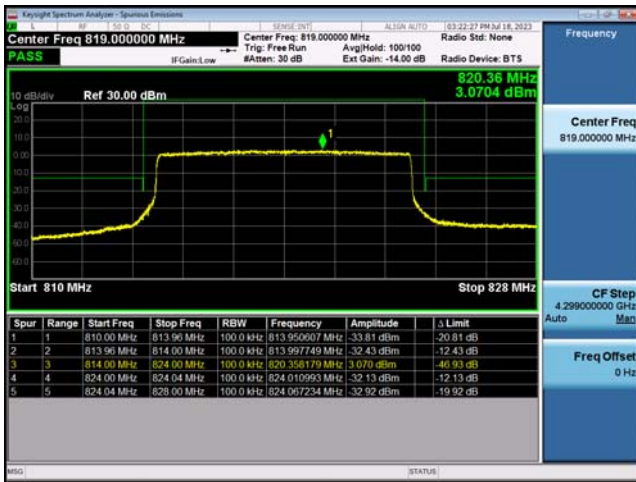 Keysight Spectrum Analyzer - Spurious Emissions
L RF 50 Ω DC SENSE:INT ALIGN AUTO 03:22:27 PM Jul 18, 2023
Center Freq 819.000000 MHz Center Freq: 819.000000 MHz Radio Std: None Frequency
Trig: Free Run Avg|Hold: 100/100
PASS IFGain:Low #Atten: 30 dB Ext Gain: -14.00 dB Radio Device: BTS
820.36 MHz
10 dB/div Ref 30.00 dBm 3.0704 dBm
Log
20.0
10.0
1
0.00
10.0
20.0
30.0
40.0
50.0
60.0
Start 810 MHz Stop 828 MHz
Center Freq
819.000000 MHz
CF Step
4.299000000 GHz
Auto Man
Freq Offset
0 Hz
Spur Range Start Freq Stop Freq RBW Frequency Amplitude Δ Limit
1 1 810.00 MHz 813.96 MHz 100.0 kHz 813.950607 MHz -33.81 dBm -20.81 dB
2 2 813.96 MHz 814.00 MHz 100.0 kHz 813.997749 MHz -32.43 dBm -12.43 dB
3 3 814.00 MHz 824.00 MHz 100.0 kHz 820.358179 MHz 3.070 dBm -46.93 dB
4 4 824.00 MHz 824.04 MHz 100.0 kHz 824.010993 MHz -32.13 dBm -12.13 dB
5 5 824.04 MHz 828.00 MHz 100.0 kHz 824.067234 MHz -32.92 dBm -19.92 dB
MSG STATUS